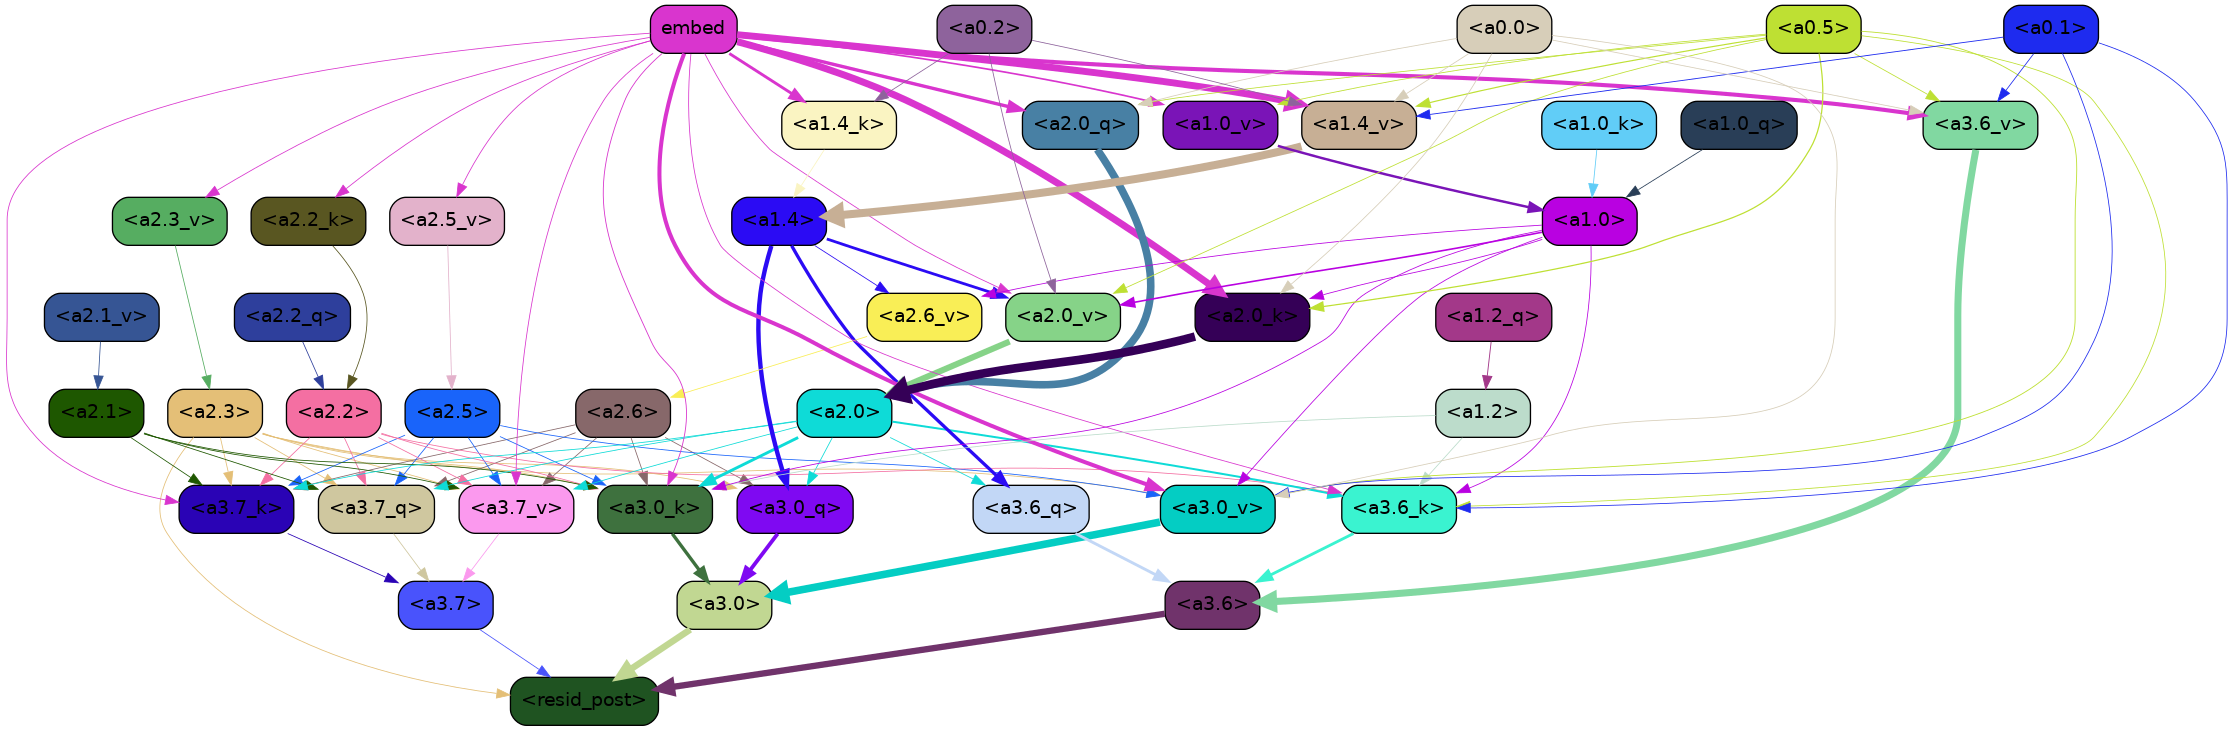 embed
<a0.2>
<a0.0>
<a0.5>
<a0.1>
<a1.4_k>
<a2.0_q>
<a1.0_v>
<a1.4_v>
<a1.0_k>
<a1.0_q>
<a3.6_v>
<a2.3_v>
<a2.2_k>
<a2.5_v>
<a1.4>
<a1.0>
<a2.1_v>
<a2.2_q>
<a2.6_v>
<a2.0_v>
<a2.0_k>
<a1.2_q>
<a2.1>
<a2.3>
<a2.2>
<a2.5>
<a2.6>
<a2.0>
<a1.2>
<a3.7_k>
<a3.7_q>
<a3.7_v>
<a3.0_k>
<a3.0_q>
<a3.6_q>
<a3.0_v>
<a3.6_k>
<a3.7>
<a3.0>
<a3.6>
<resid_post>